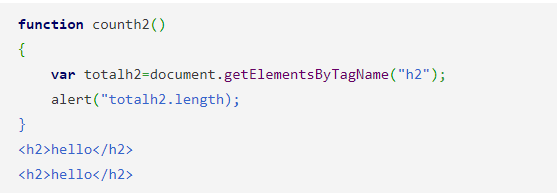 function counth2()
{
var totalh2=document.getElementsByTagName("h2");
alert("totalh2.length);
}
<h2>hello</h2>
<h2>hello</h2>